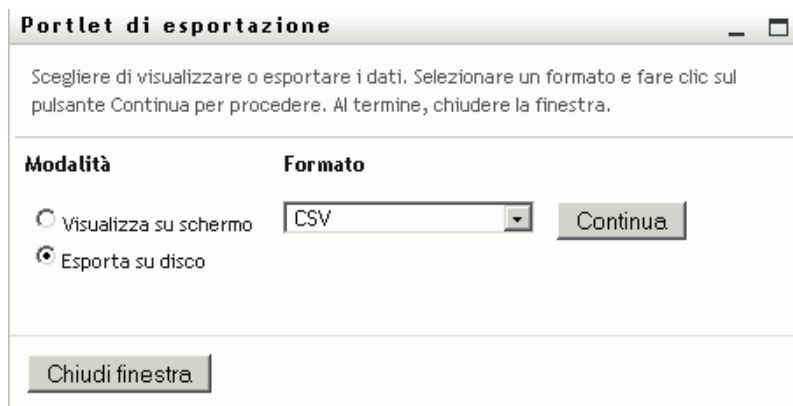 Portlet di esportazione
Scegliere di visualizzare o esportare i dati. Selezionare un formato e fare clic sul
pulsante Continua per procedere. Al termine, chiudere la finestra.
Modalità Formato
Visualizza su schermo CSV Continua
Esporta su disco
Chiudi finestra